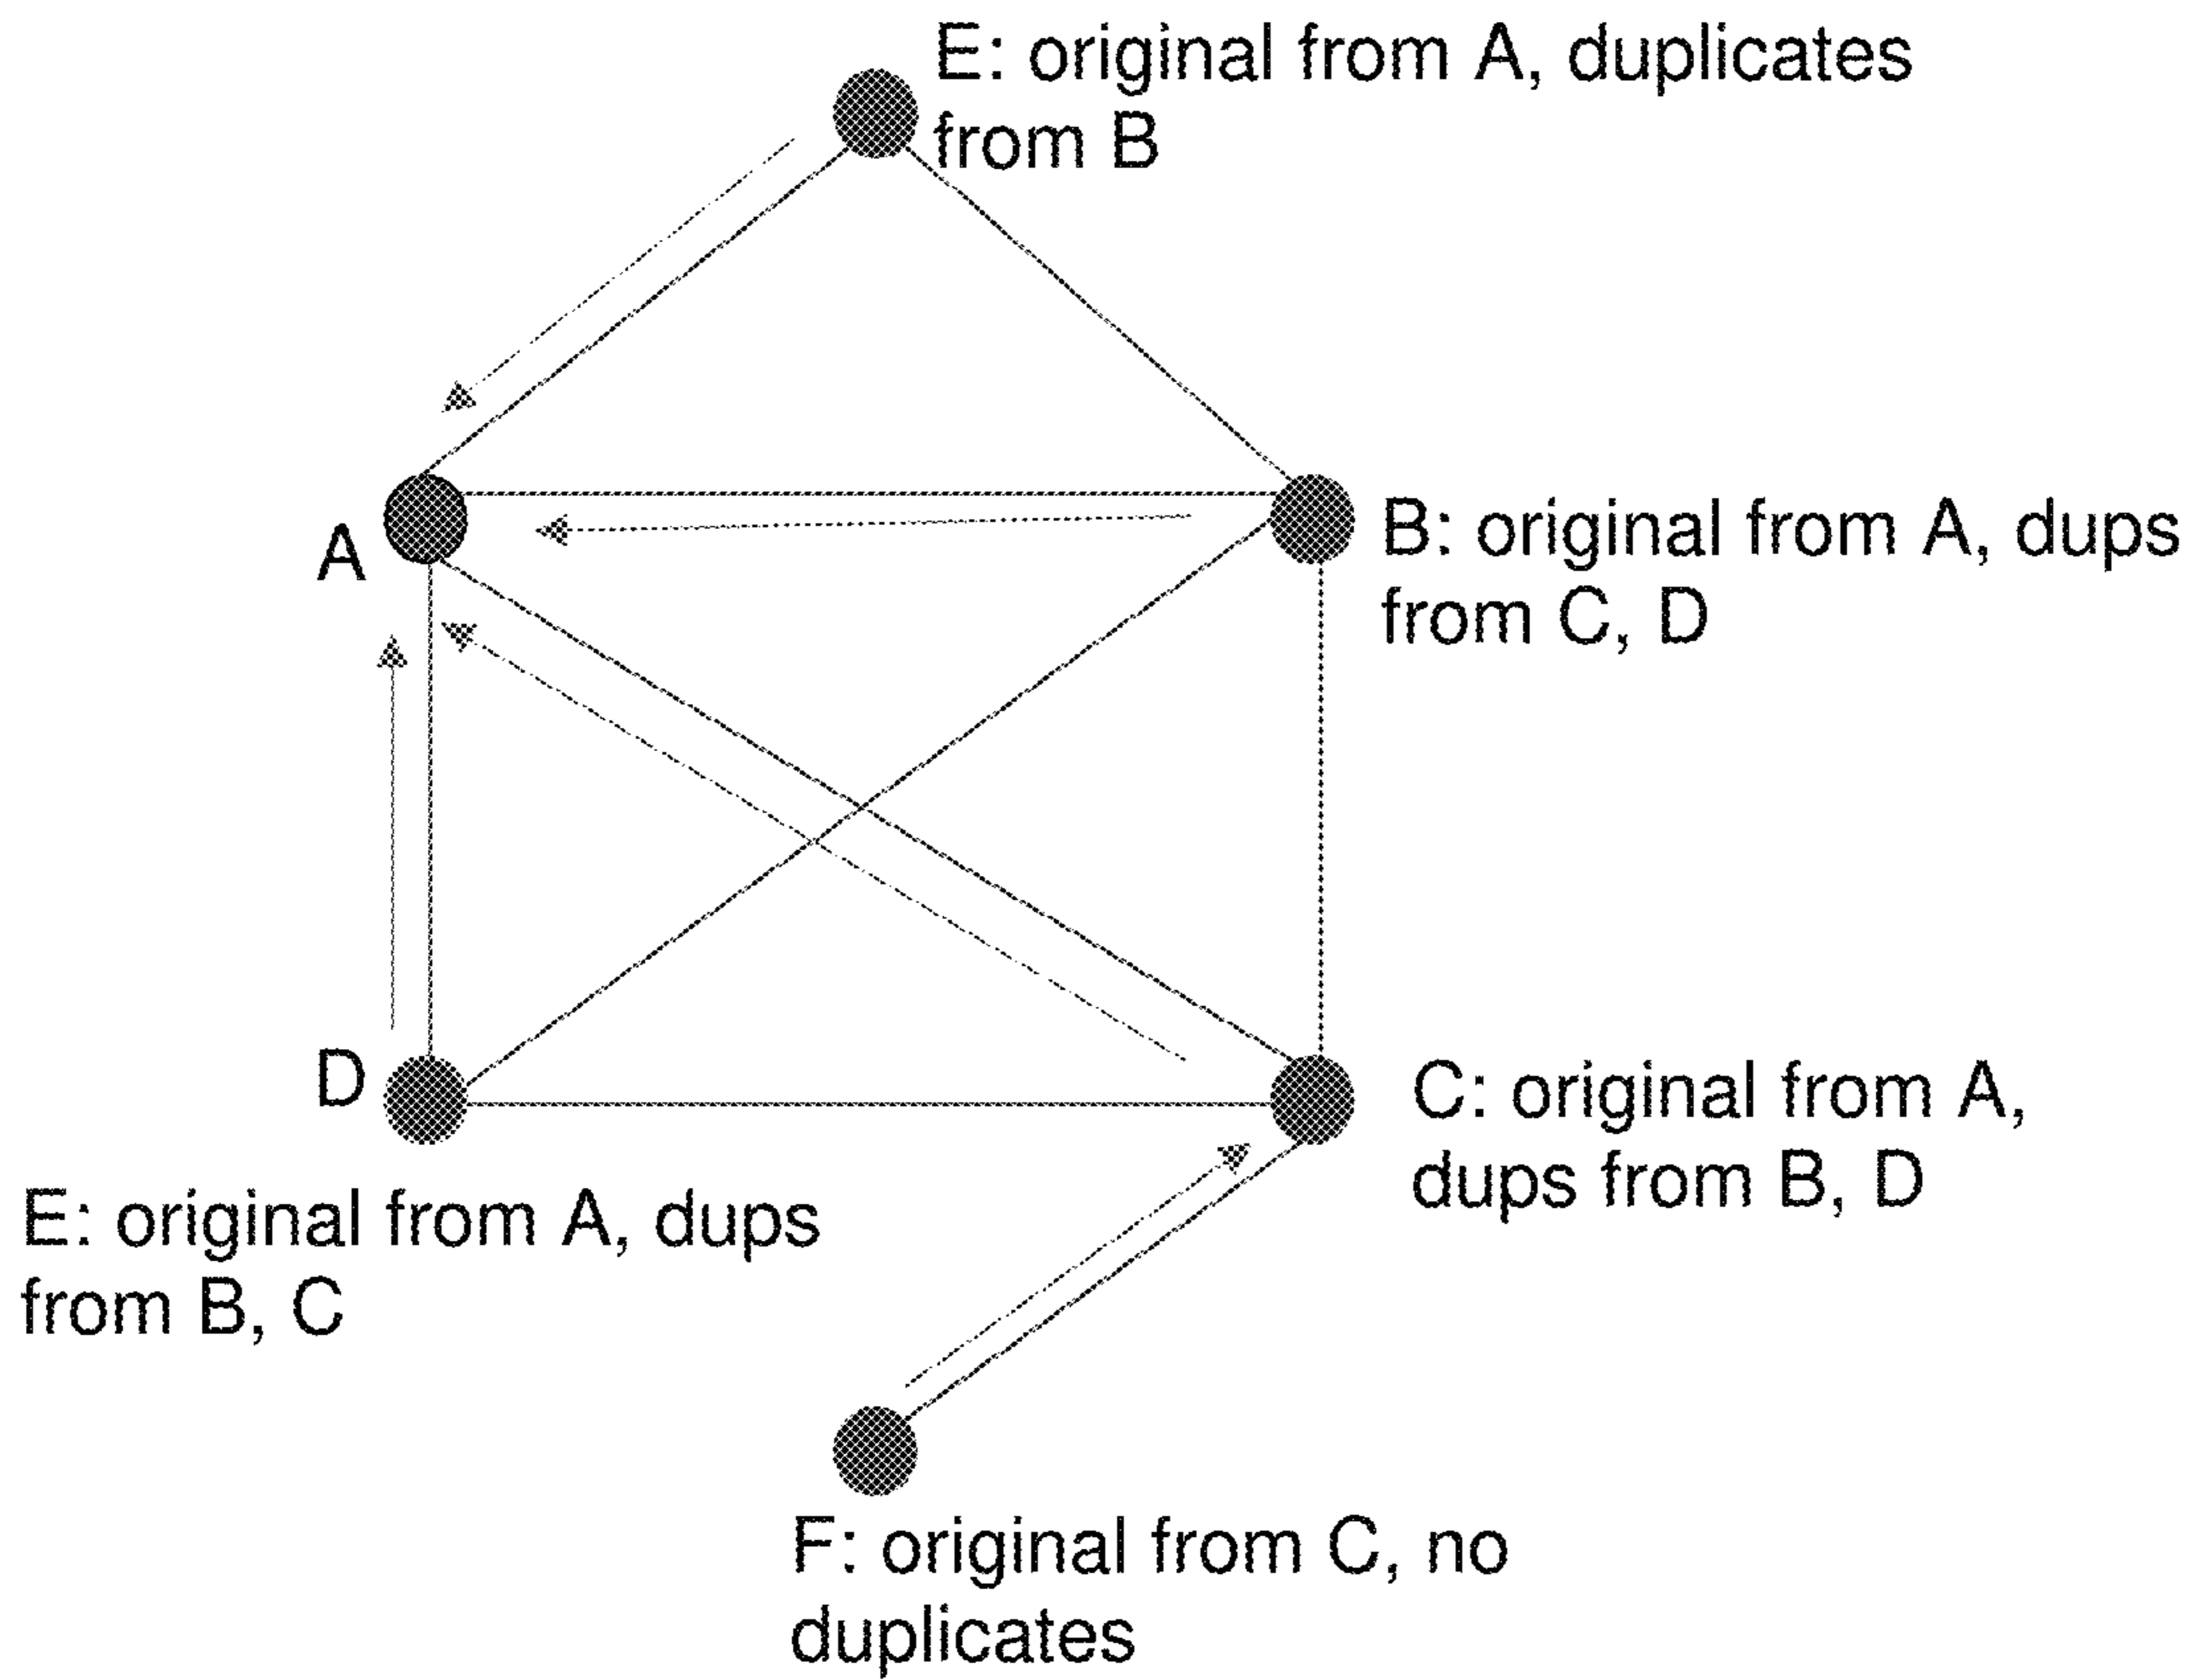 E: original from A, duplicates
from B
A
B: original from A, dups
from C, D
D
C: original from A,
dups from B, D
E: original from A, dups
from B, C
F: original from C, no
duplicates